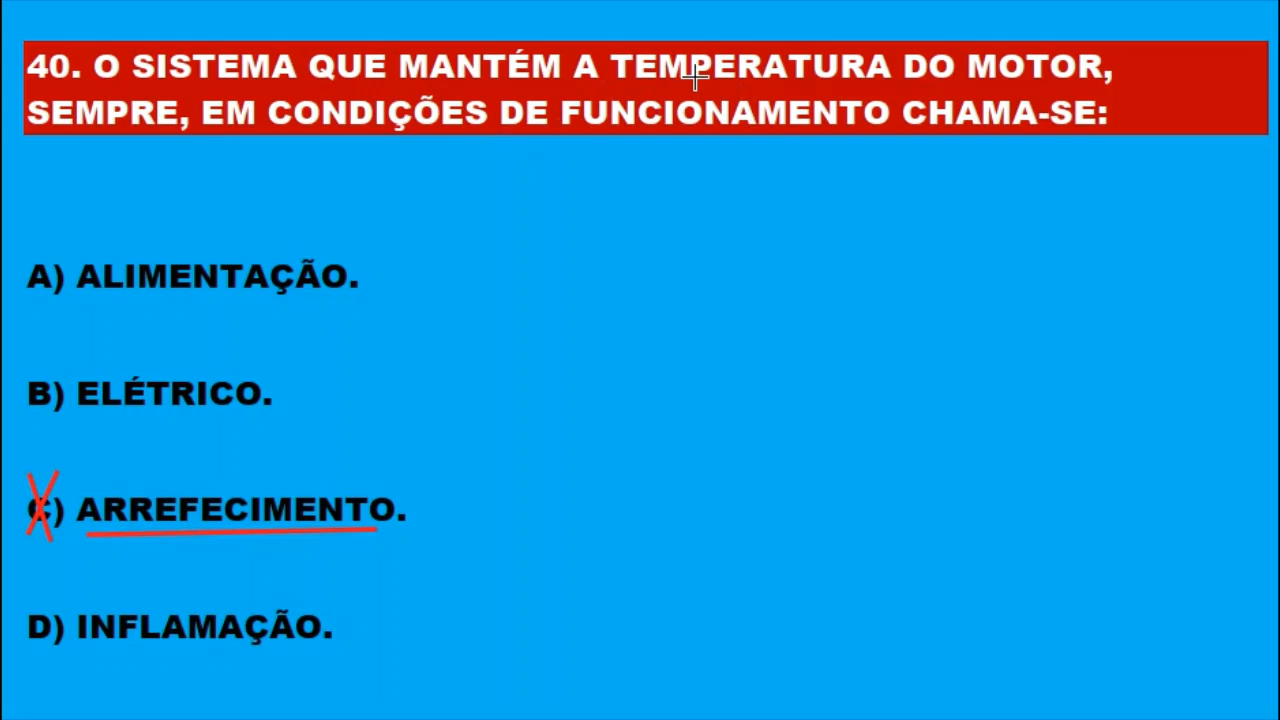 40. O SISTEMA QUE MANTÉM A TEMPERATURA DO MOTOR,
SEMPRE, EM CONDIÇÕES DE FUNCIONAMENTO CHAMA-SE:
A) ALIMENTAÇÃO.
B) ELÉTRICO.
C) ARREFECIMENTO.
D) INFLAMAÇÃO.